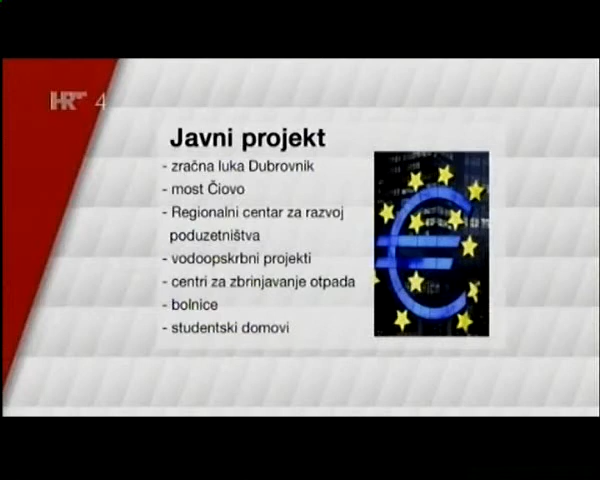 HRT 4
Javni projekt
- zračna luka Dubrovnik
- most Čiovo
- Regionalni centar za razvoj
poduzetništva
- vodoopskrbni projekti
- centri za zbrinjavanje otpada
- bolnice
- studentski domovi